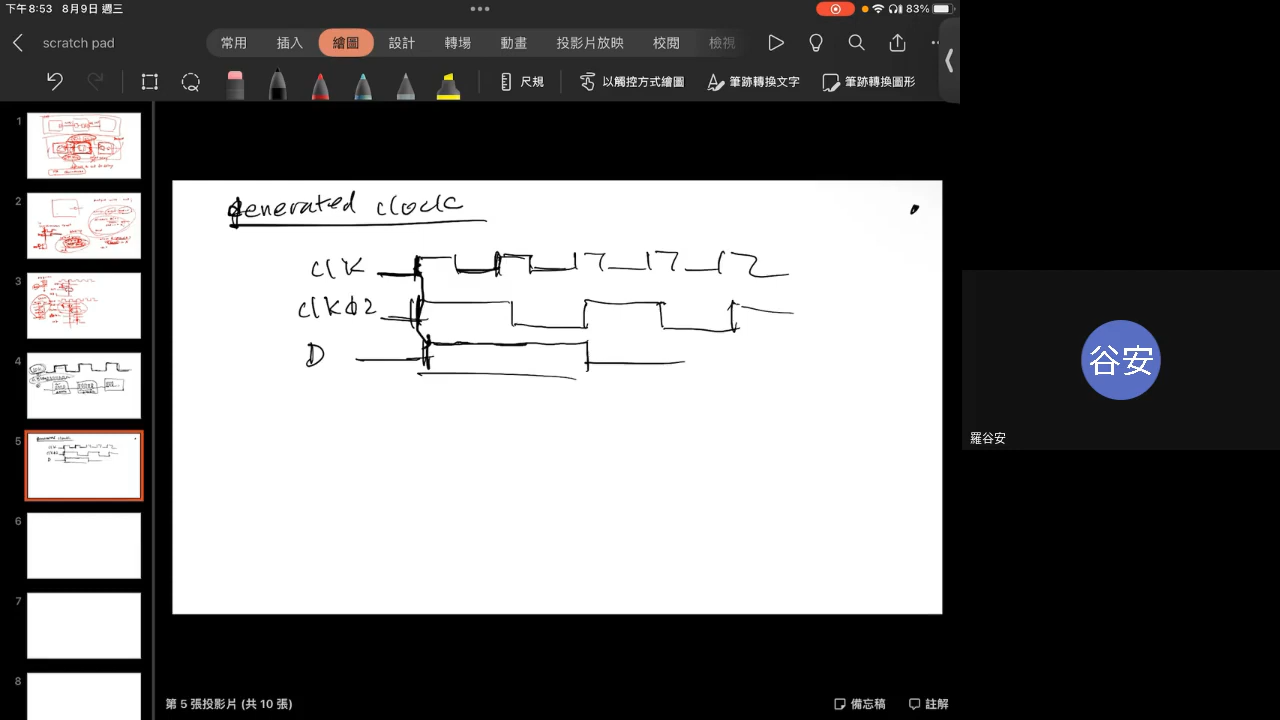 下午8:53 8月9日 週三
83%
scratch pad
常用 插入 繪圖 設計 轉場 動畫 投影片放映 校閱 檢視
尺規 以觸控方式繪圖 筆跡轉換文字 筆跡轉換圖形
1
2
3
4
5
6
7
8
generated clock
clk
clkd2
D
谷安
羅谷安
第 5 張投影片 (共 10 張)
備忘稿 註解